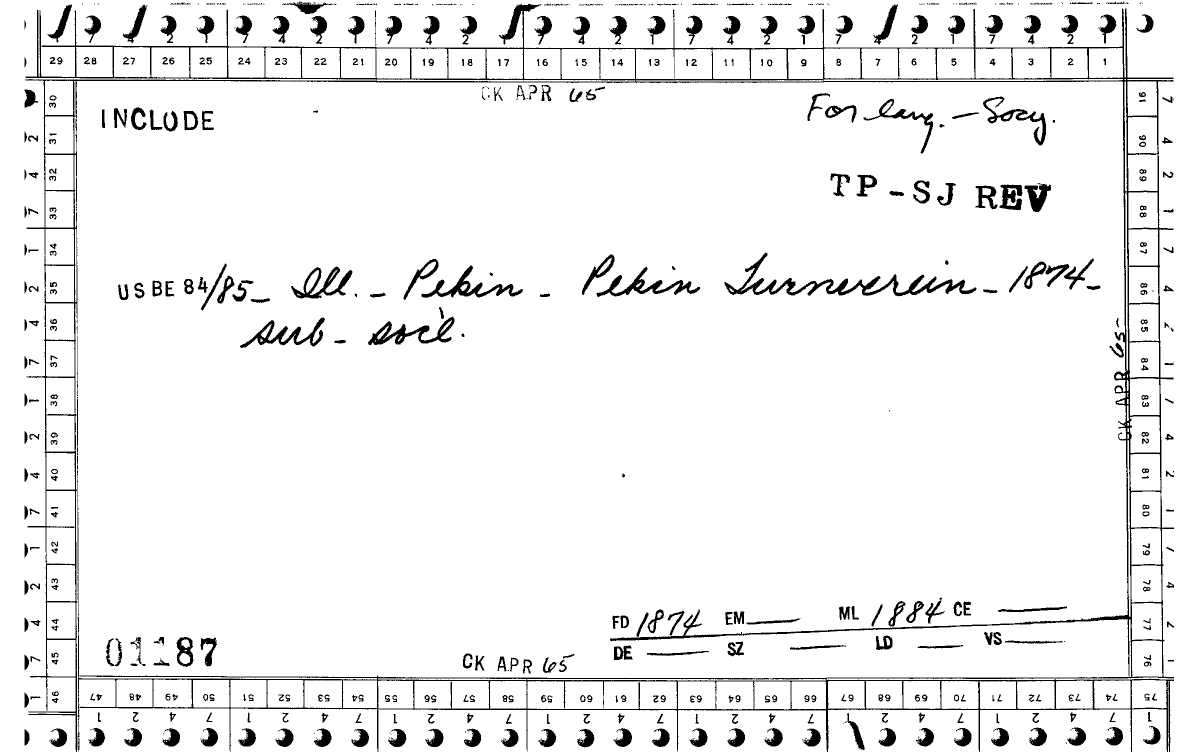 7 4 2 1 7 4 2 1 7 4 2 1 7 4 2 1 7 4 2 1 7 4 2 1
29 28 27 26 25 24 23 22 21 20 19 18 17 16 15 14 13 12 11 10 9 8 7 6 5 4 3 2 1
CK APR 65
INCLUDE
For lang. – Socy.
TP-SJ REV
USBE 84/85 – Ill. – Pekin – Pekin Turnverein – 1874 –
sub – soc'l.
30 31 32 33 34 35 36 37 38 39 40 41 42 43 44 45 46
91 90 89 88 87 86 85 84 83 82 81 80 79 78 77 76
CK APR 65
FD 1874 EM ML 1884 CE
DE SZ LD VS
01187
CK APR 65
47 48 49 50 51 52 53 54 55 56 57 58 59 60 61 62 63 64 65 66 67 68 69 70 71 72 73 74 75
1 2 4 7 1 2 4 7 1 2 4 7 1 2 4 7 1 2 4 7 1 2 4 7 1 2 4 7 1